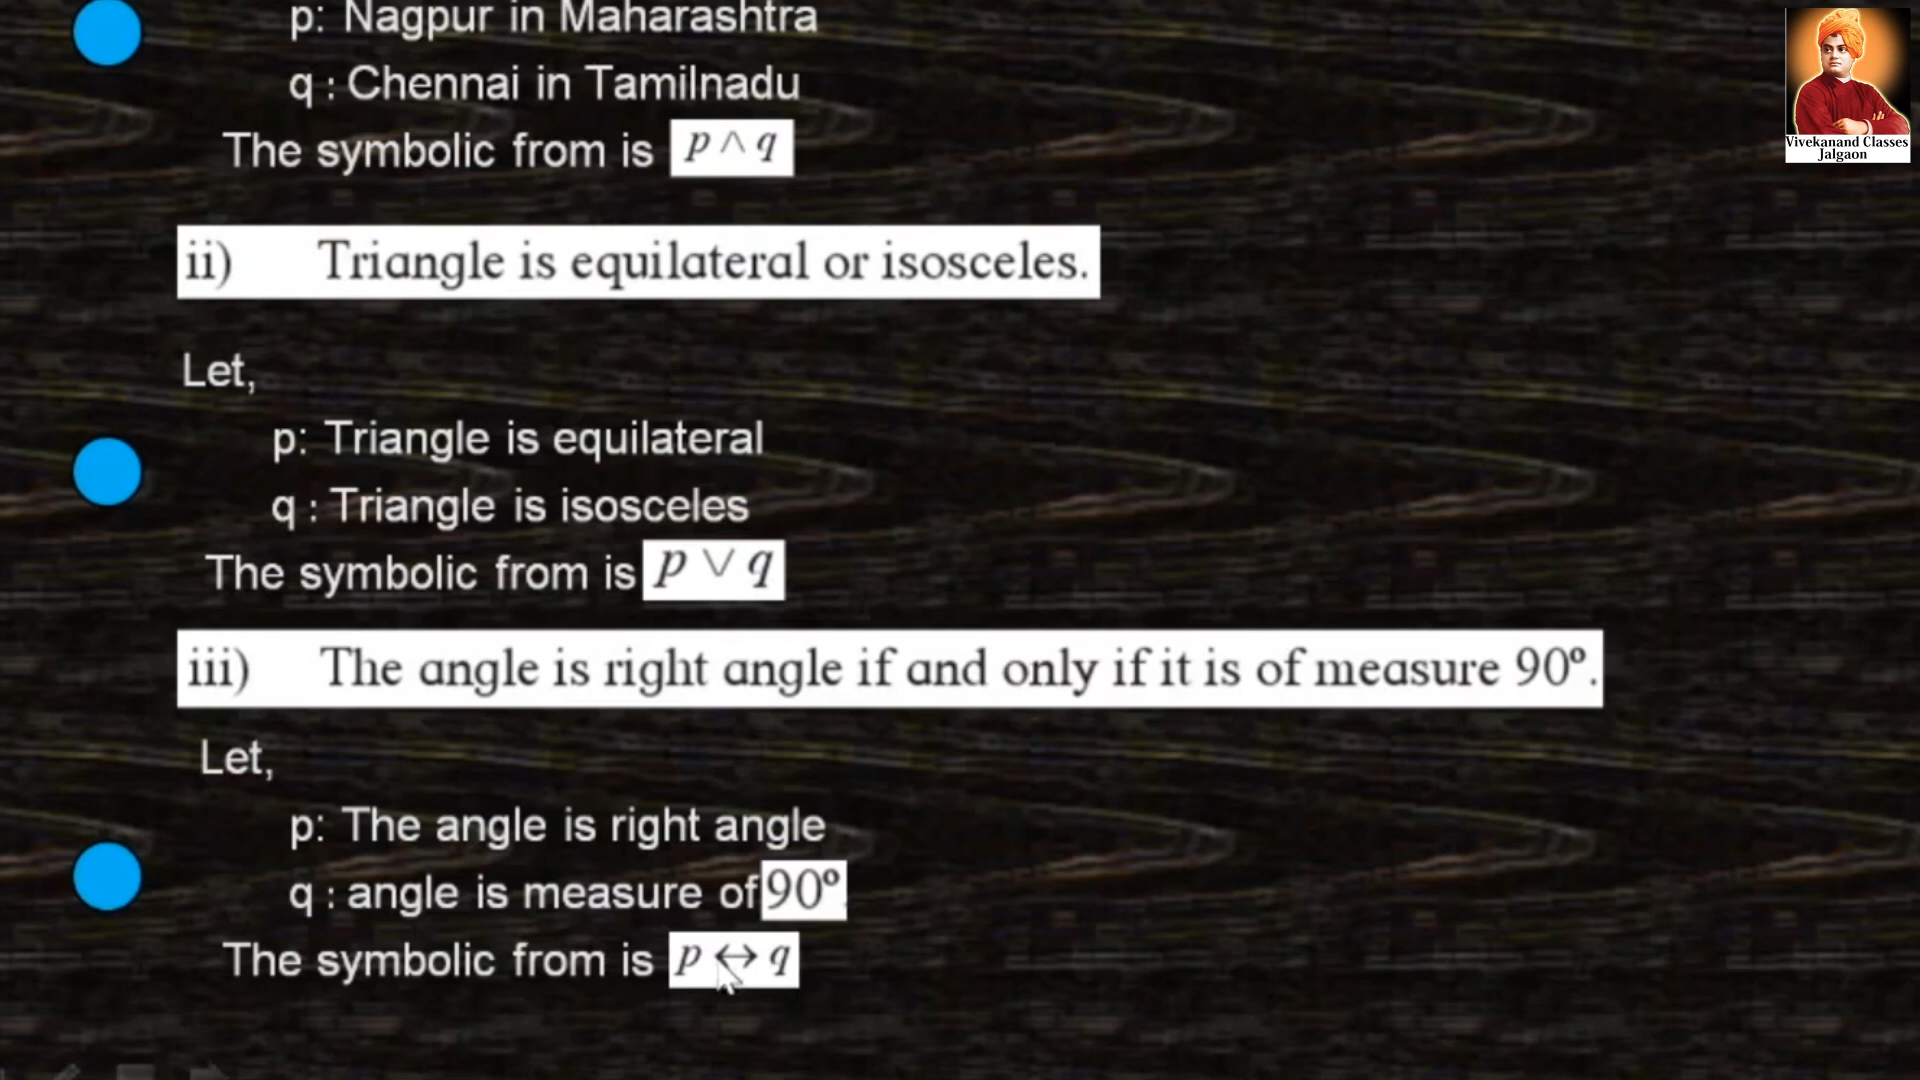 p: Nagpur in Maharashtra
q : Chennai in Tamilnadu
The symbolic from is p ∧ q
ii) Triangle is equilateral or isosceles.
Let,
p: Triangle is equilateral
q : Triangle is isosceles
The symbolic from is p ∨ q
iii) The angle is right angle if and only if it is of measure 90º.
Let,
p: The angle is right angle
q : angle is measure of 90º
The symbolic from is p ↔ q
Vivekanand Classes
Jalgaon